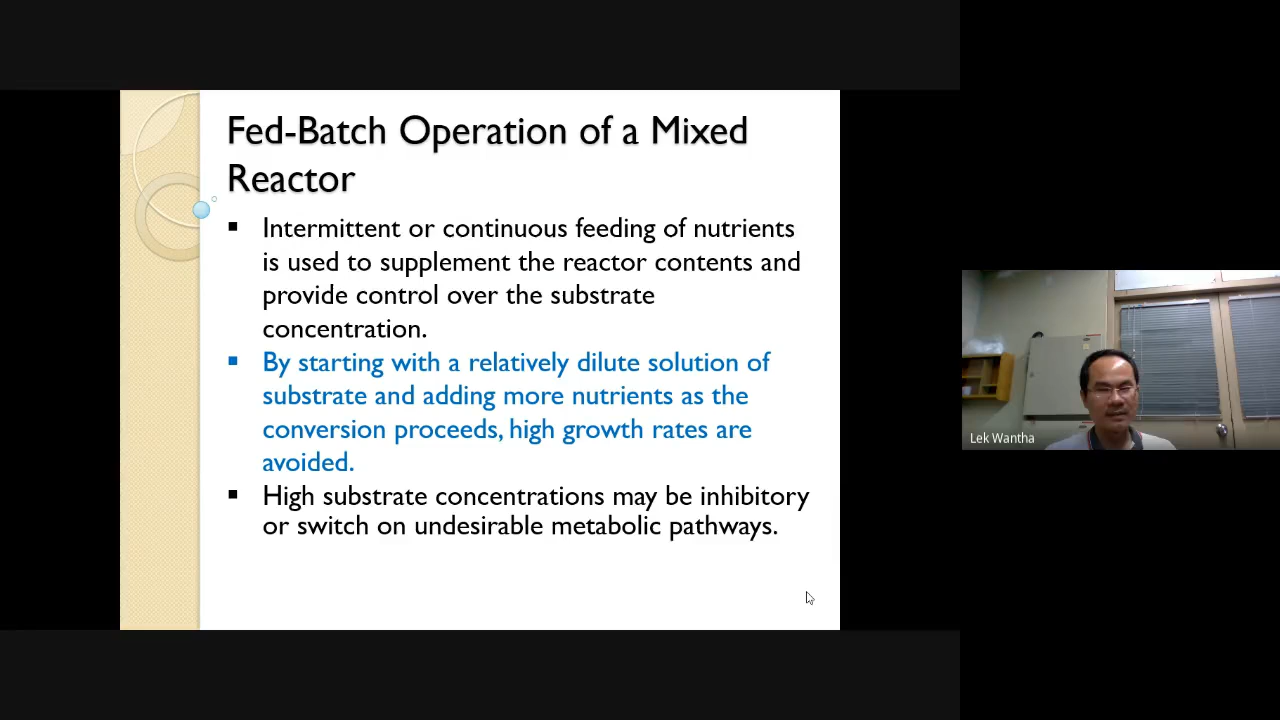 Fed-Batch Operation of a Mixed
Reactor
▪ Intermittent or continuous feeding of nutrients
is used to supplement the reactor contents and
provide control over the substrate
concentration.
▪ By starting with a relatively dilute solution of
substrate and adding more nutrients as the
conversion proceeds, high growth rates are
avoided.
▪ High substrate concentrations may be inhibitory
or switch on undesirable metabolic pathways.
Lek Wantha